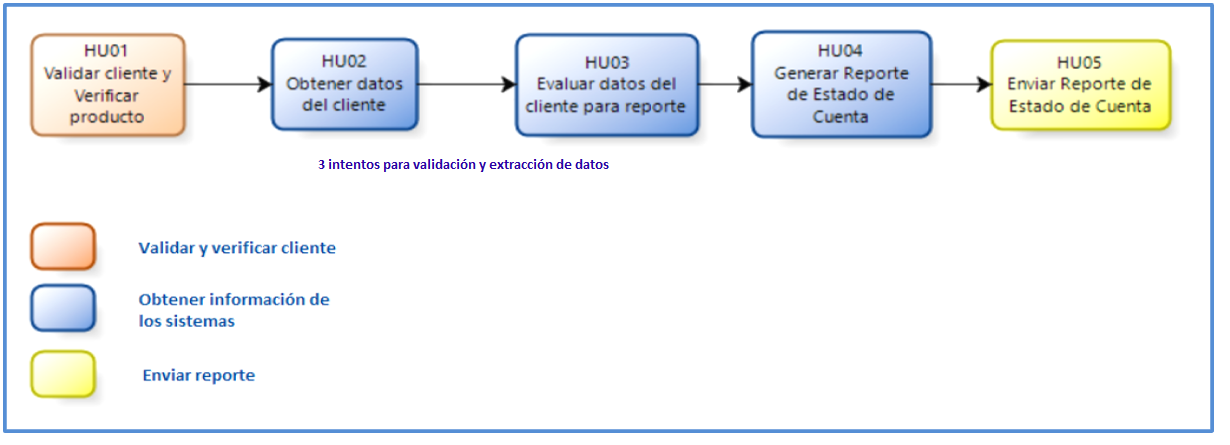 HU01
Validar cliente y
Verificar
producto
HU02
Obtener datos
del cliente
HU03
Evaluar datos del
cliente para reporte
HU04
Generar Reporte
de Estado de
Cuenta
HU05
Enviar Reporte de
Estado de Cuenta
3 intentos para validación y extracción de datos
Validar y verificar cliente
Obtener información de
los sistemas
Enviar reporte